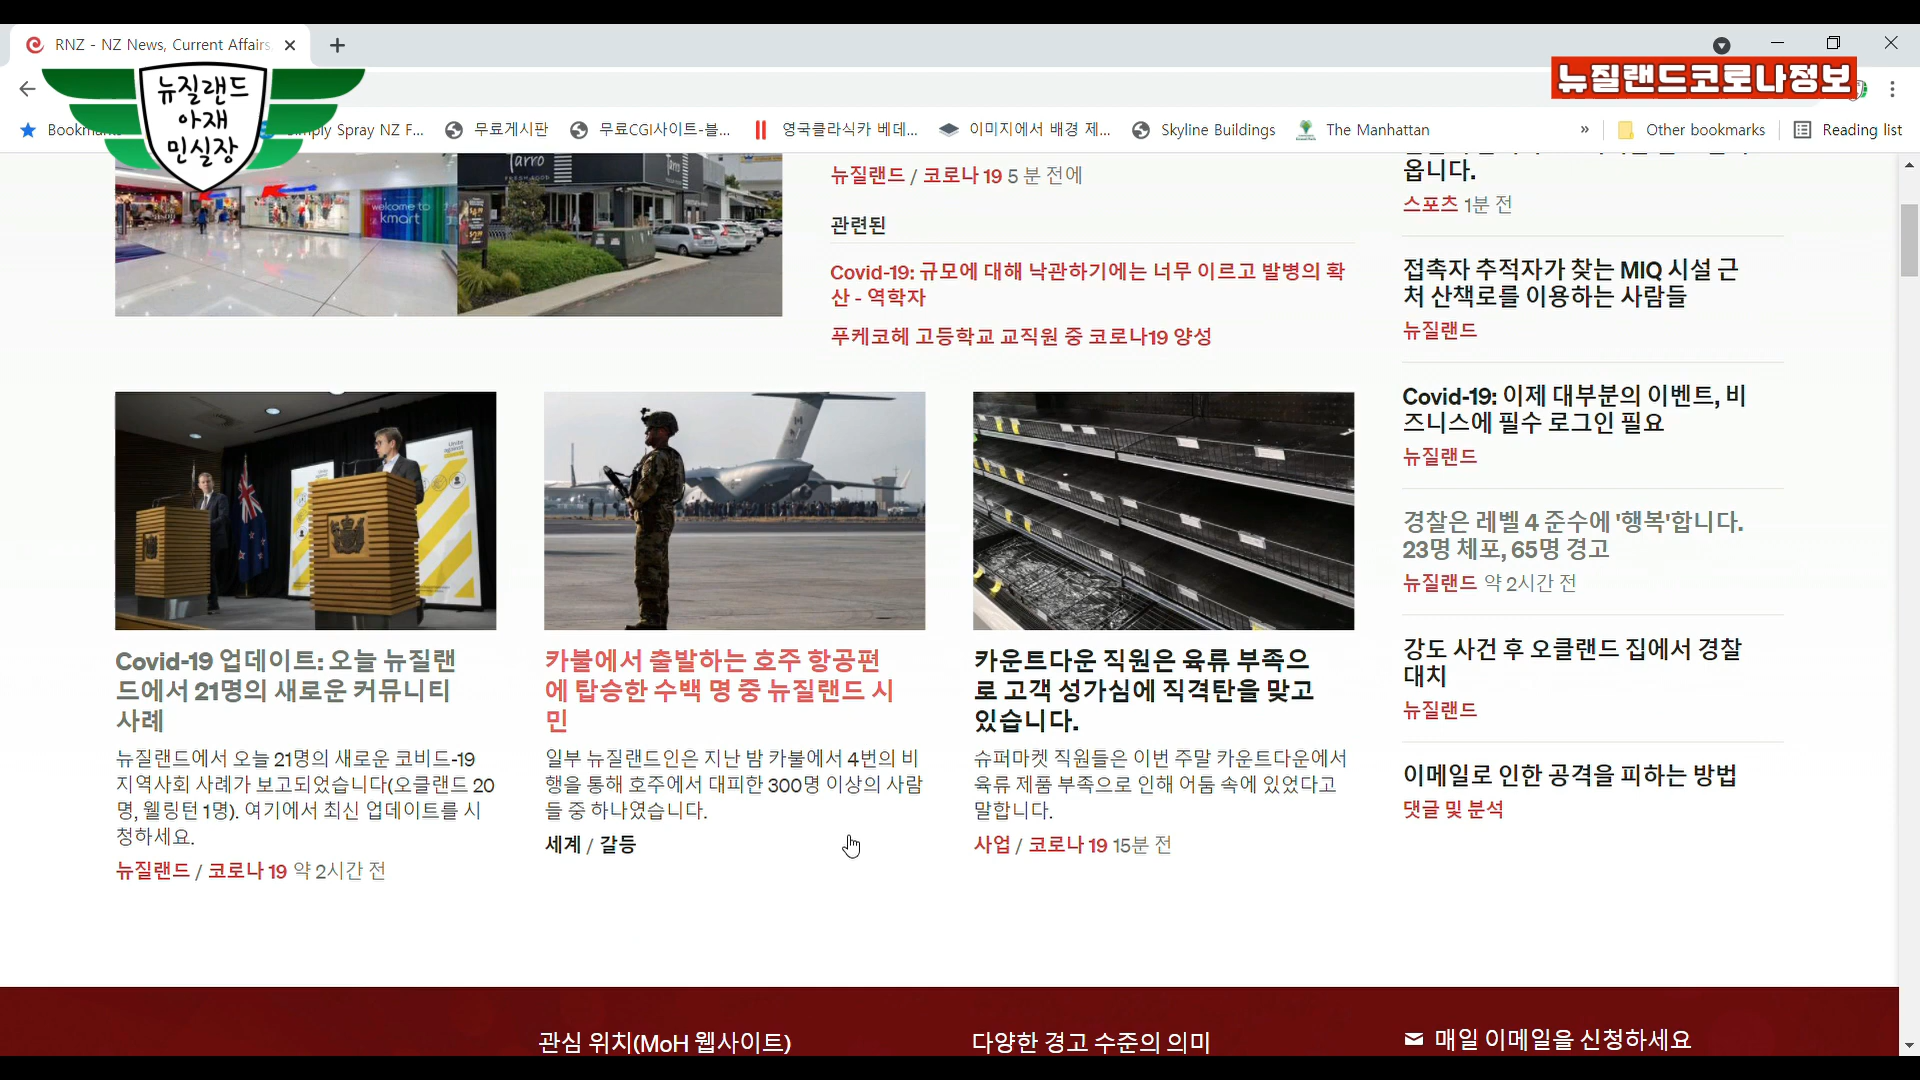 RNZ - NZ News, Current Affairs
뉴질랜드
아재
민실장
뉴질랜드코로나정보
Simply Spray NZ F...
무료게시판
무료CGI사이트-블...
영국클라식카 베데...
이미지에서 배경 제...
Skyline Buildings
The Manhattan
»
Other bookmarks
Reading list
Tarro
welcome to
kmart
뉴질랜드 / 코로나 19 5 분 전에
관련된
Covid-19: 규모에 대해 낙관하기에는 너무 이르고 발병의 확
산 - 역학자
푸케코헤 고등학교 교직원 중 코로나19 양성
Covid-19 업데이트: 오늘 뉴질랜
드에서 21명의 새로운 커뮤니티
사례
뉴질랜드에서 오늘 21명의 새로운 코비드-19
지역사회 사례가 보고되었습니다(오클랜드 20
명, 웰링턴 1명). 여기에서 최신 업데이트를 시
청하세요.
뉴질랜드 / 코로나 19 약 2시간 전
카불에서 출발하는 호주 항공편
에 탑승한 수백 명 중 뉴질랜드 시
민
일부 뉴질랜드인은 지난 밤 카불에서 4번의 비
행을 통해 호주에서 대피한 300명 이상의 사람
들 중 하나였습니다.
세계 / 갈등
카운트다운 직원은 육류 부족으
로 고객 성가심에 직격탄을 맞고
있습니다.
슈퍼마켓 직원들은 이번 주말 카운트다운에서
육류 제품 부족으로 인해 어둠 속에 있었다고
말합니다.
사업 / 코로나 19 15분 전
옵니다.
스포츠 1분 전
접촉자 추적자가 찾는 MIQ 시설 근
처 산책로를 이용하는 사람들
뉴질랜드
Covid-19: 이제 대부분의 이벤트, 비
즈니스에 필수 로그인 필요
뉴질랜드
경찰은 레벨 4 준수에 '행복'합니다.
23명 체포, 65명 경고
뉴질랜드 약 2시간 전
강도 사건 후 오클랜드 집에서 경찰
대치
뉴질랜드
이메일로 인한 공격을 피하는 방법
댓글 및 분석
관심 위치(MoH 웹사이트)
다양한 경고 수준의 의미
매일 이메일을 신청하세요